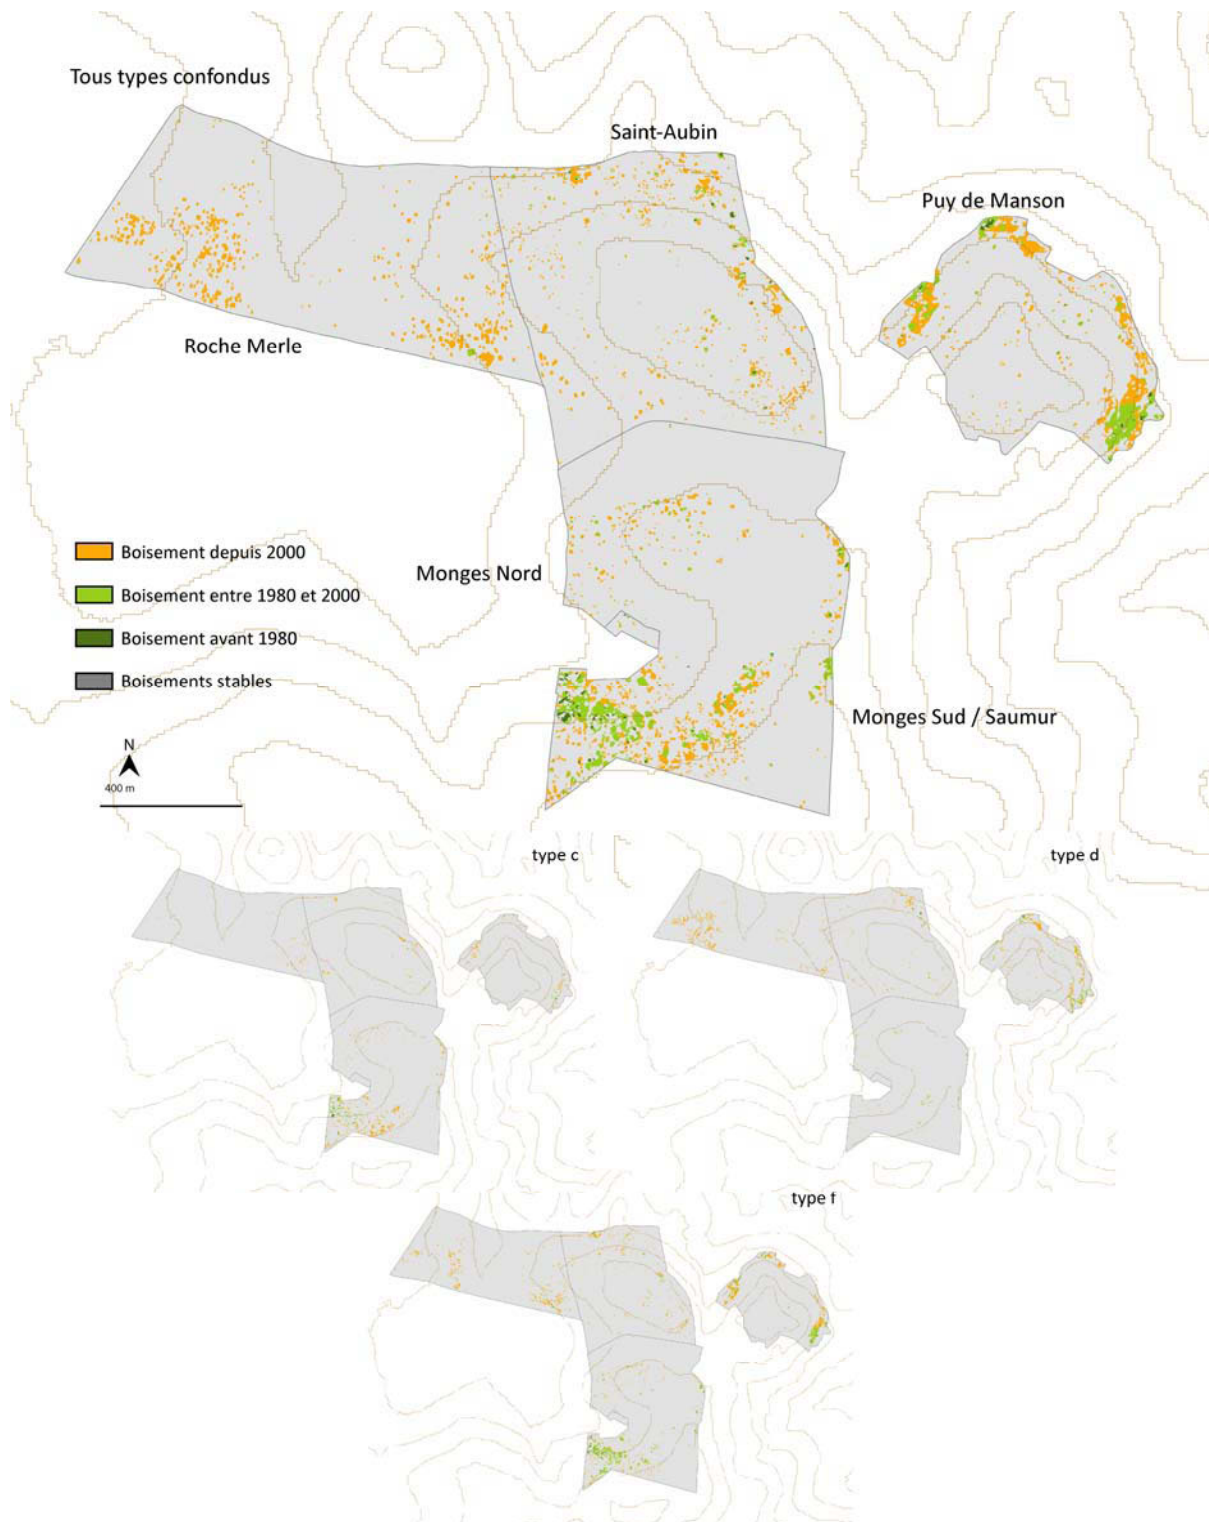 Tous types confondus
Saint-Aubin
Puy de Manson
Roche Merle
Boisement depuis 2000
Monges Nord
Boisement entre 1980 et 2000
Boisement avant 1980
Boisements stables
Monges Sud / Saumur
N
400 m
type c
type d
type f